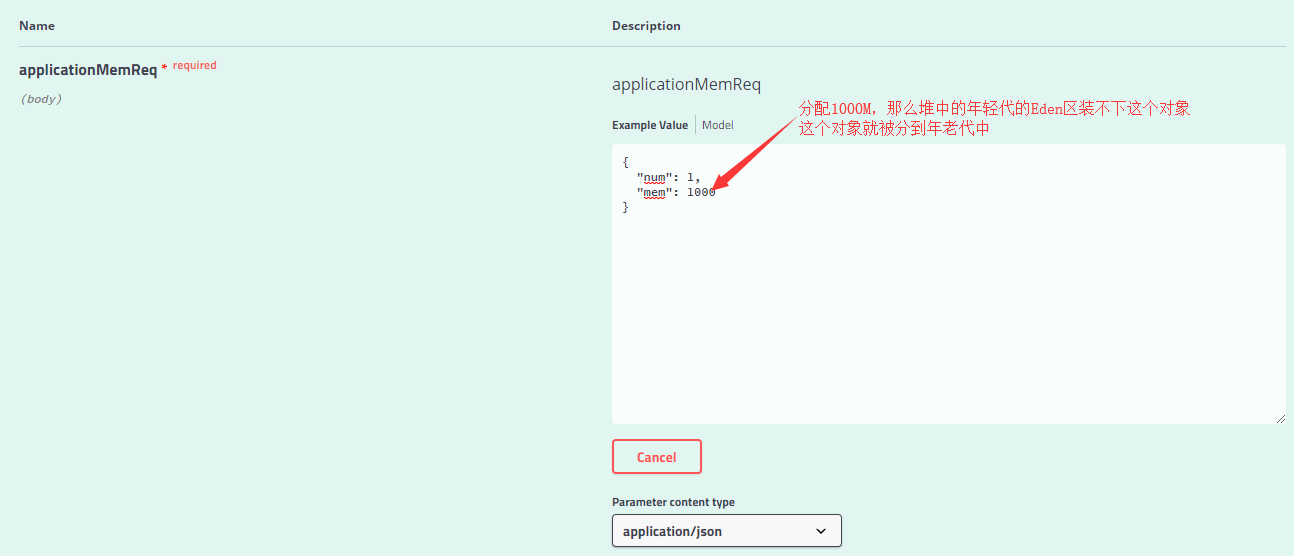 Name
Description
applicationMemReq * required
(body)
applicationMemReq
分配1000M，那么堆中的年轻代的Eden区装不下这个对象
这个对象就被分到年老代中
Example Value
Model
{
"num": 1,
"mem": 1000
}
Cancel
Parameter content type
application/json